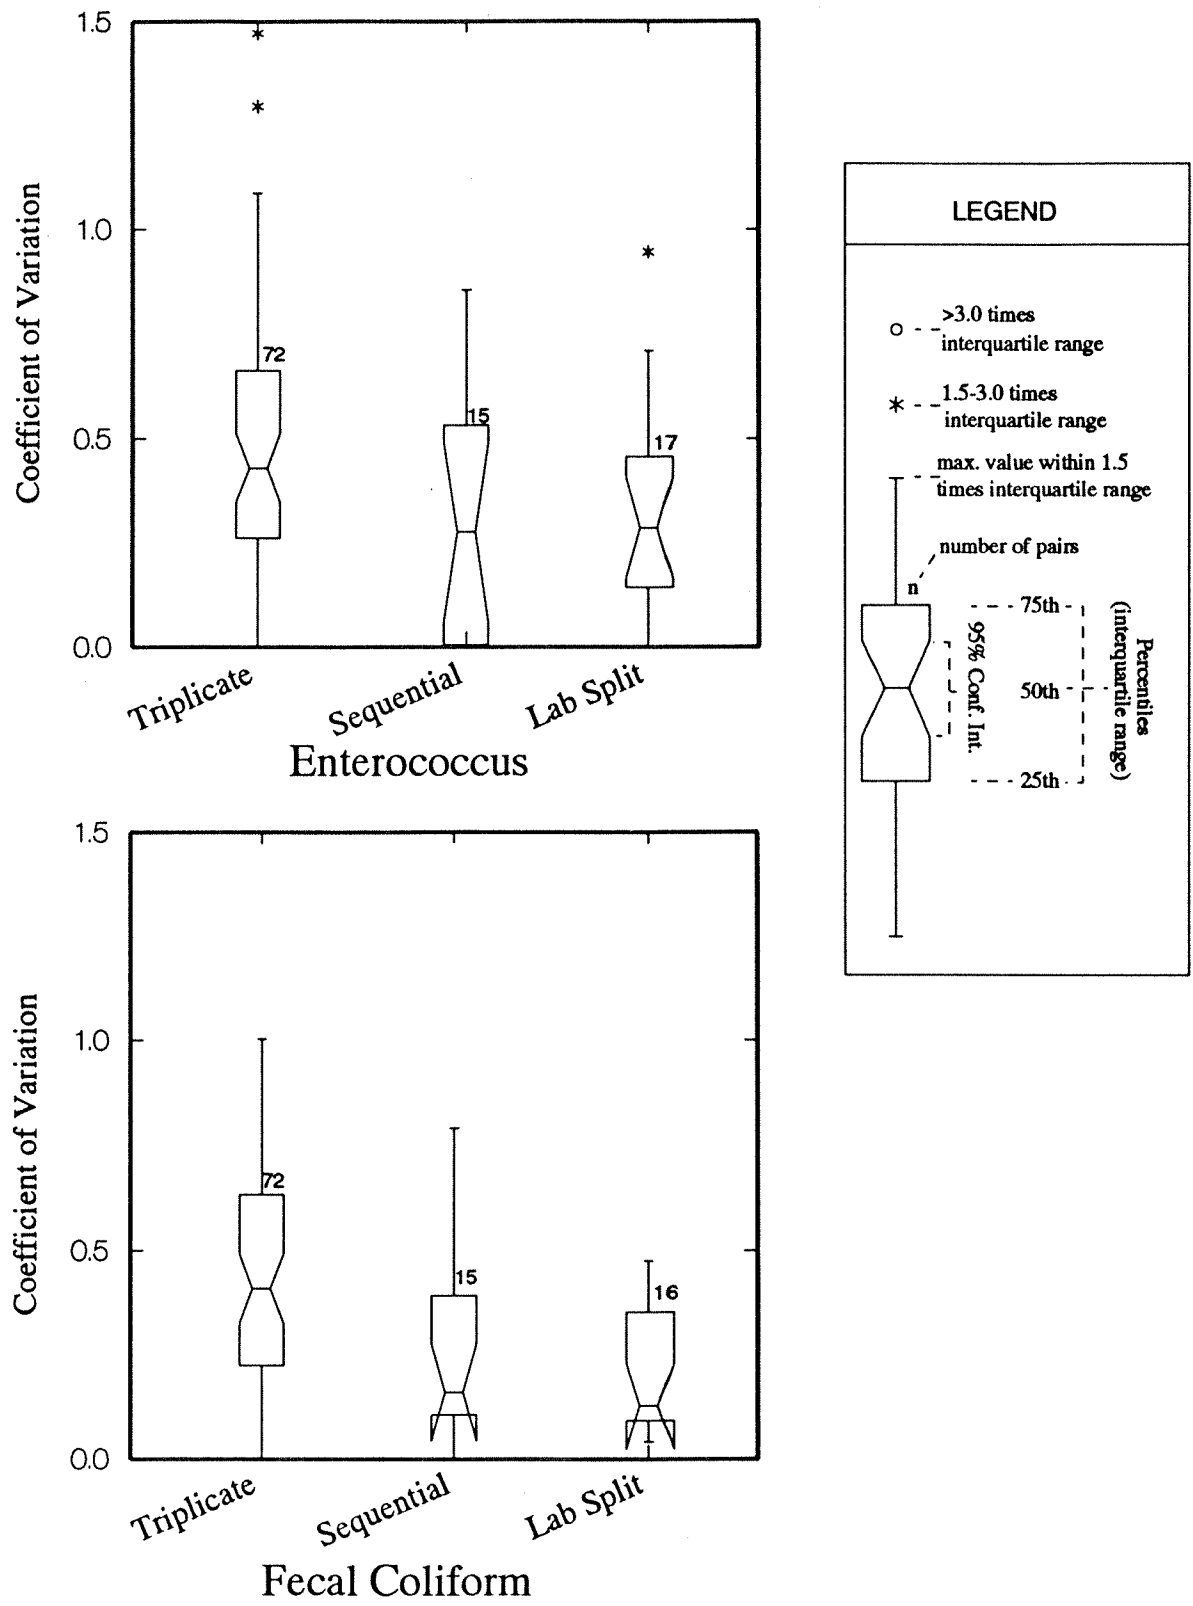 1.5
1.0
0.5
0.0
Coefficient of Variation
72
15
17
Triplicate
Sequential
Lab Split
Enterococcus
LEGEND
>3.0 times
interquartile range
1.5-3.0 times
interquartile range
max. value within 1.5
times interquartile range
number of pairs
n
75th
50th
25th
95% Conf. Int.
Percentiles
(interquartile range)
1.5
1.0
0.5
0.0
Coefficient of Variation
72
15
16
Triplicate
Sequential
Lab Split
Fecal Coliform